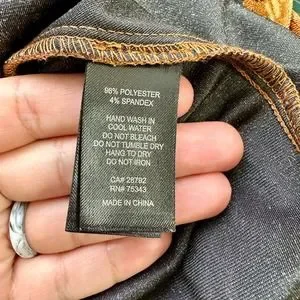 96% POLYESTER
4% SPANDEX
HAND WASH IN
COOL WATER
DO NOT BLEACH
DO NOT TUMBLE DRY
HANG TO DRY
DO NOT IRON
CA# 26792
RN# 75343
MADE IN CHINA